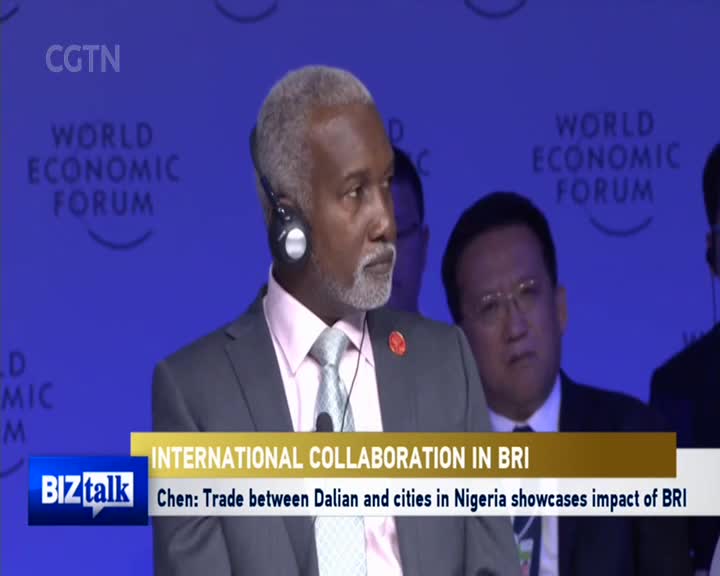 CGTN
WORLD
ECONOMIC
FORUM
WORLD
ECONOMIC
FORUM
INTERNATIONAL COLLABORATION IN BRI
BIZtalk
Chen: Trade between Dalian and cities in Nigeria showcases impact of BRI